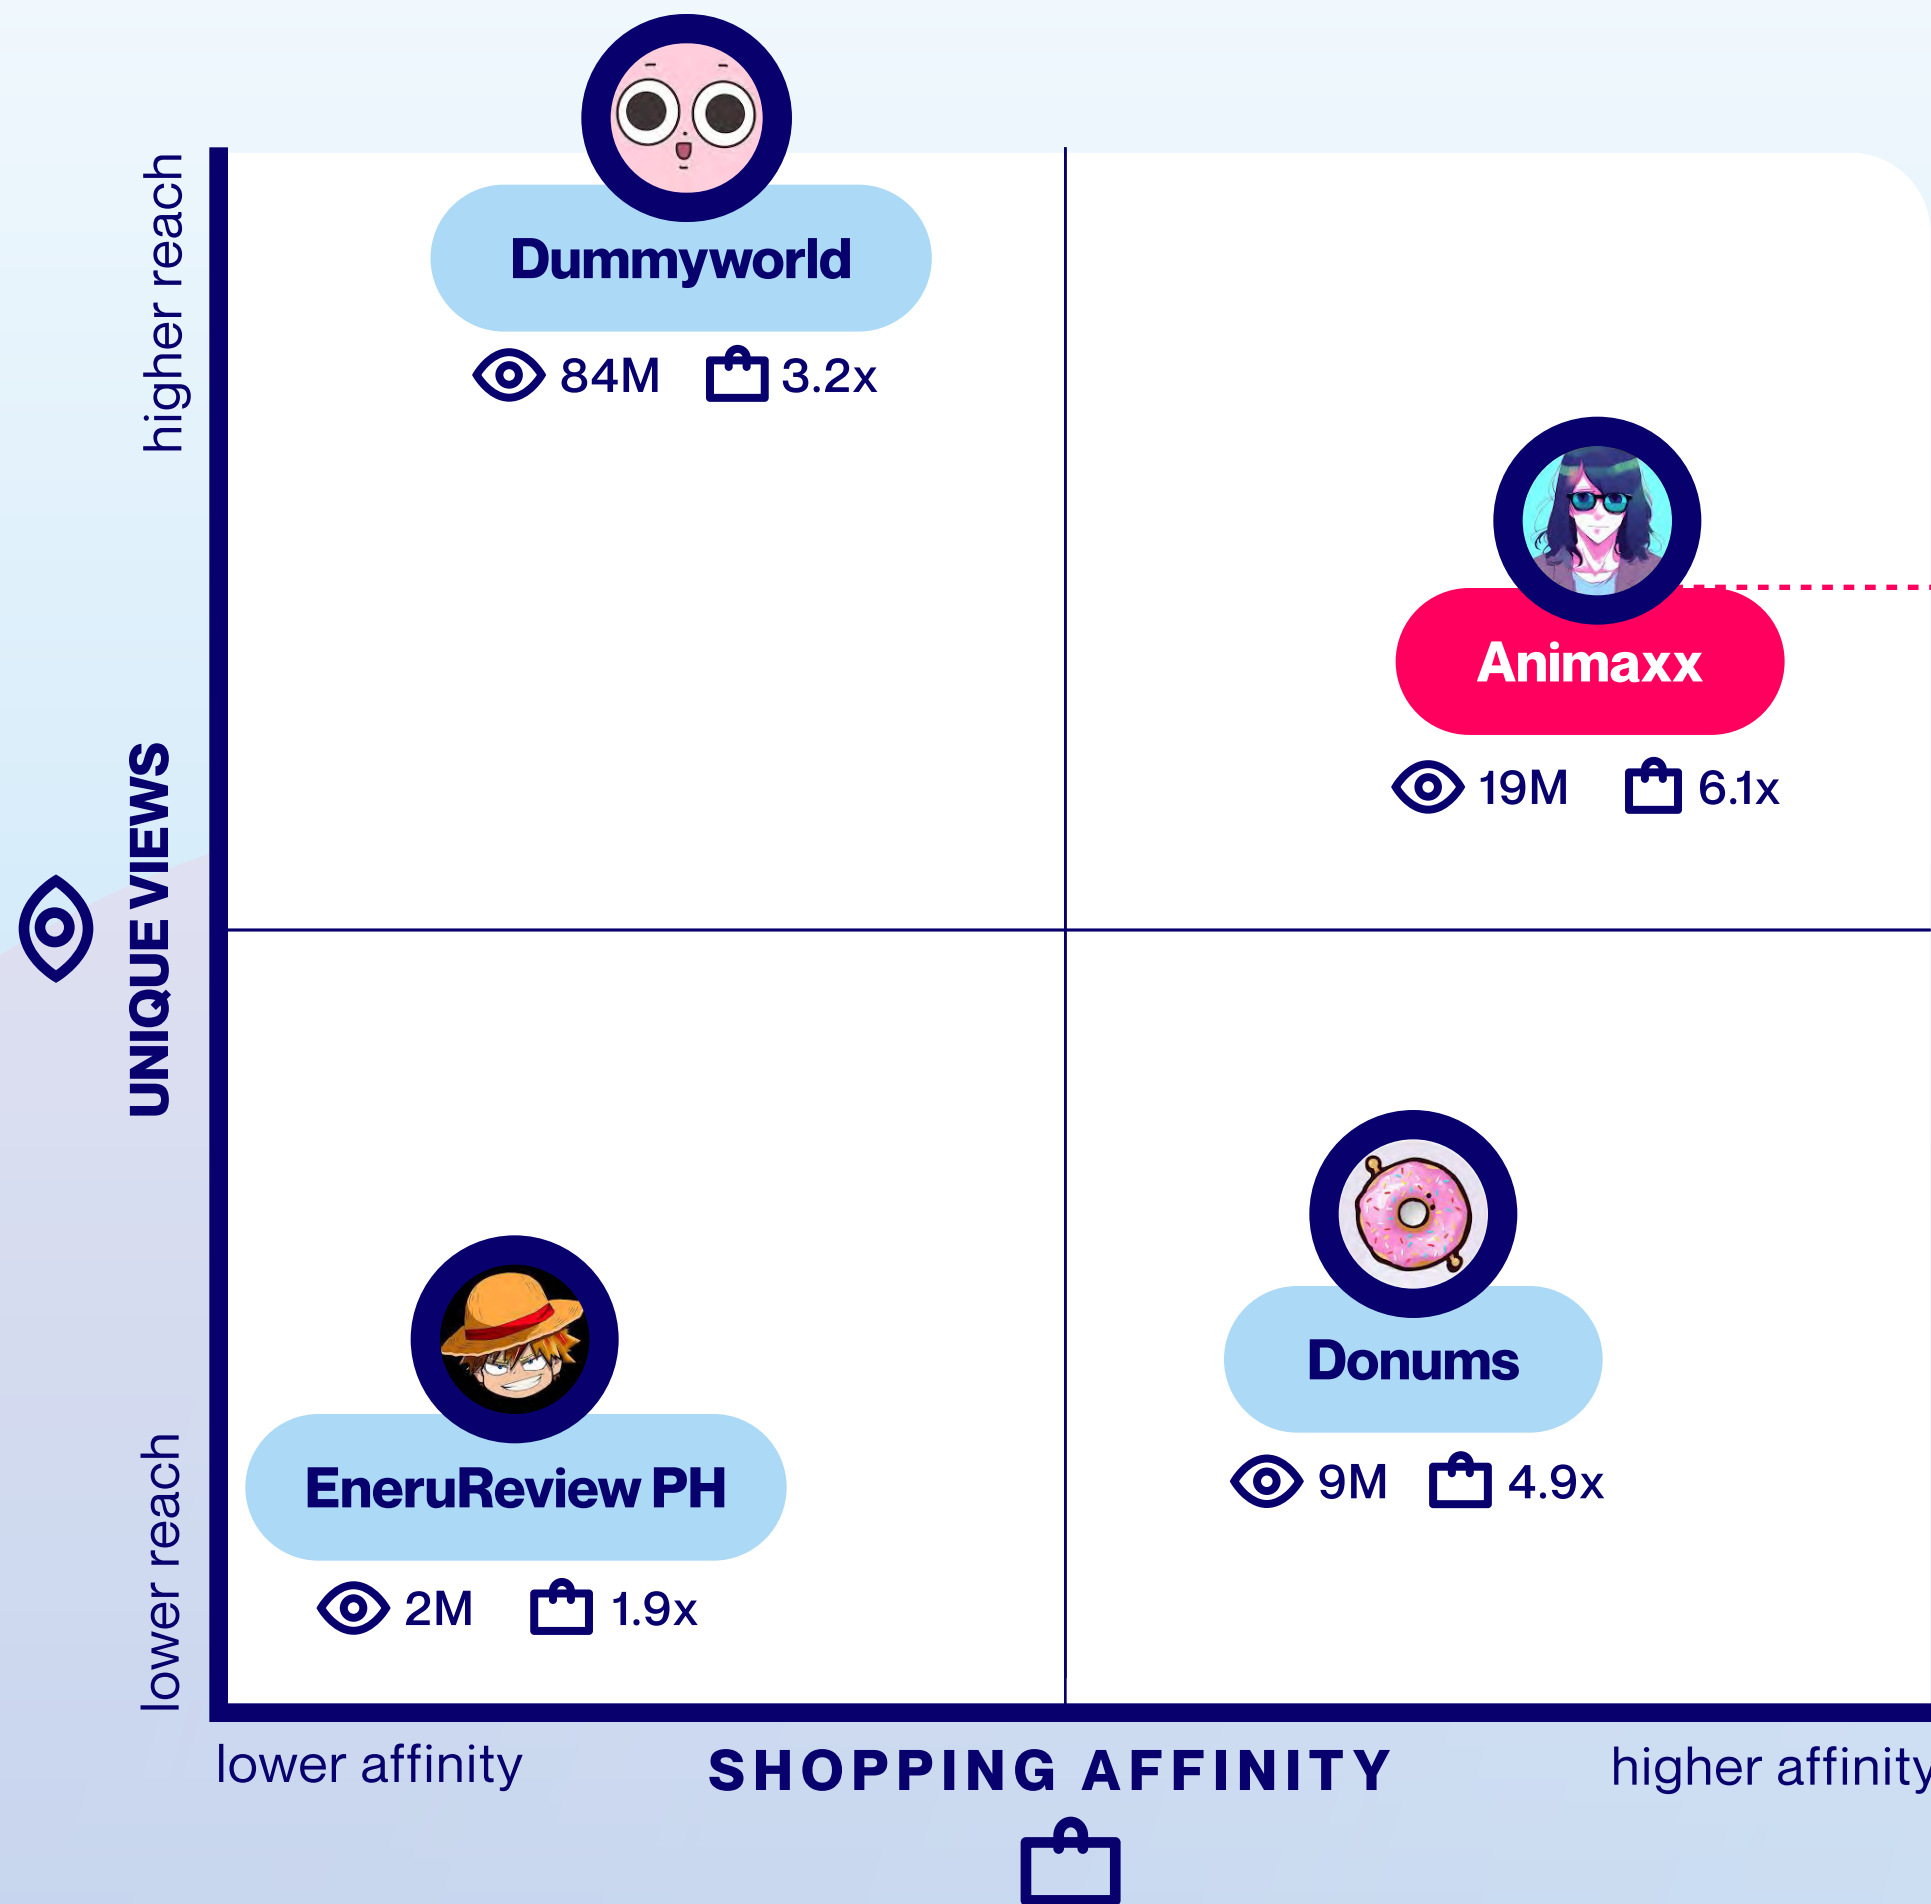 higher reach
Dummyworld
84M 3.2x
Animaxx
19M 6.1x
UNIQUE VIEWS
Donums
9M 4.9x
EneruReview PH
2M 1.9x
lower reach
lower affinity
SHOPPING AFFINITY
higher affinity